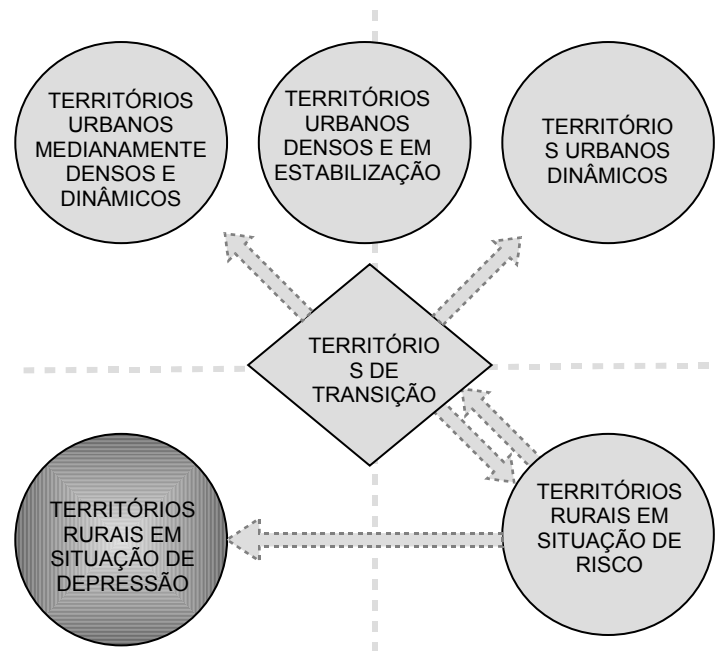 TERRITÓRIOS
URBANOS
MEDIANAMENTE
DENSOS E
DINÂMICOS
TERRITÓRIOS
URBANOS
DENSOS E EM
ESTABILIZAÇÃO
TERRITÓRIO
S URBANOS
DINÂMICOS
TERRITÓRIO
S DE
TRANSIÇÃO
TERRITÓRIOS
RURAIS EM
SITUAÇÃO DE
DEPRESSÃO
TERRITÓRIOS
RURAIS EM
SITUAÇÃO DE
RISCO